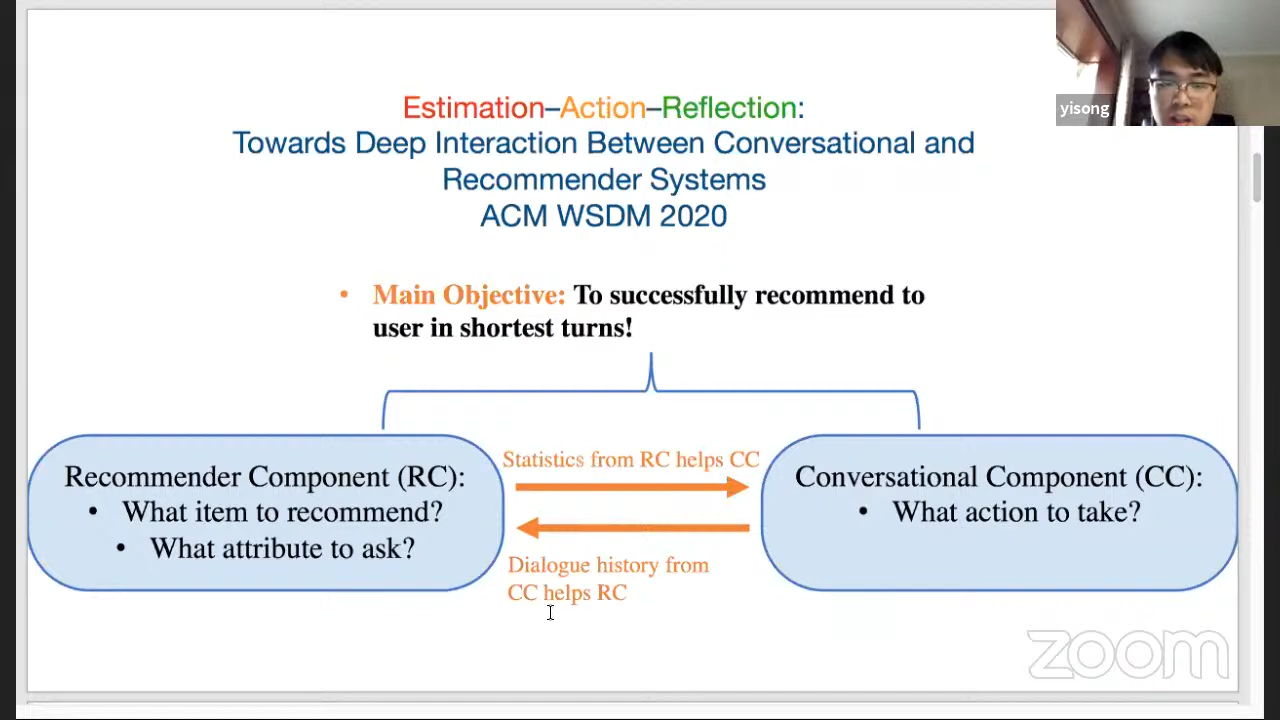 Estimation–Action–Reflection:
Towards Deep Interaction Between Conversational and
Recommender Systems
ACM WSDM 2020
yisong
• Main Objective: To successfully recommend to
user in shortest turns!
Recommender Component (RC):
• What item to recommend?
• What attribute to ask?
Statistics from RC helps CC
Dialogue history from
CC helps RC
Conversational Component (CC):
• What action to take?
zoom